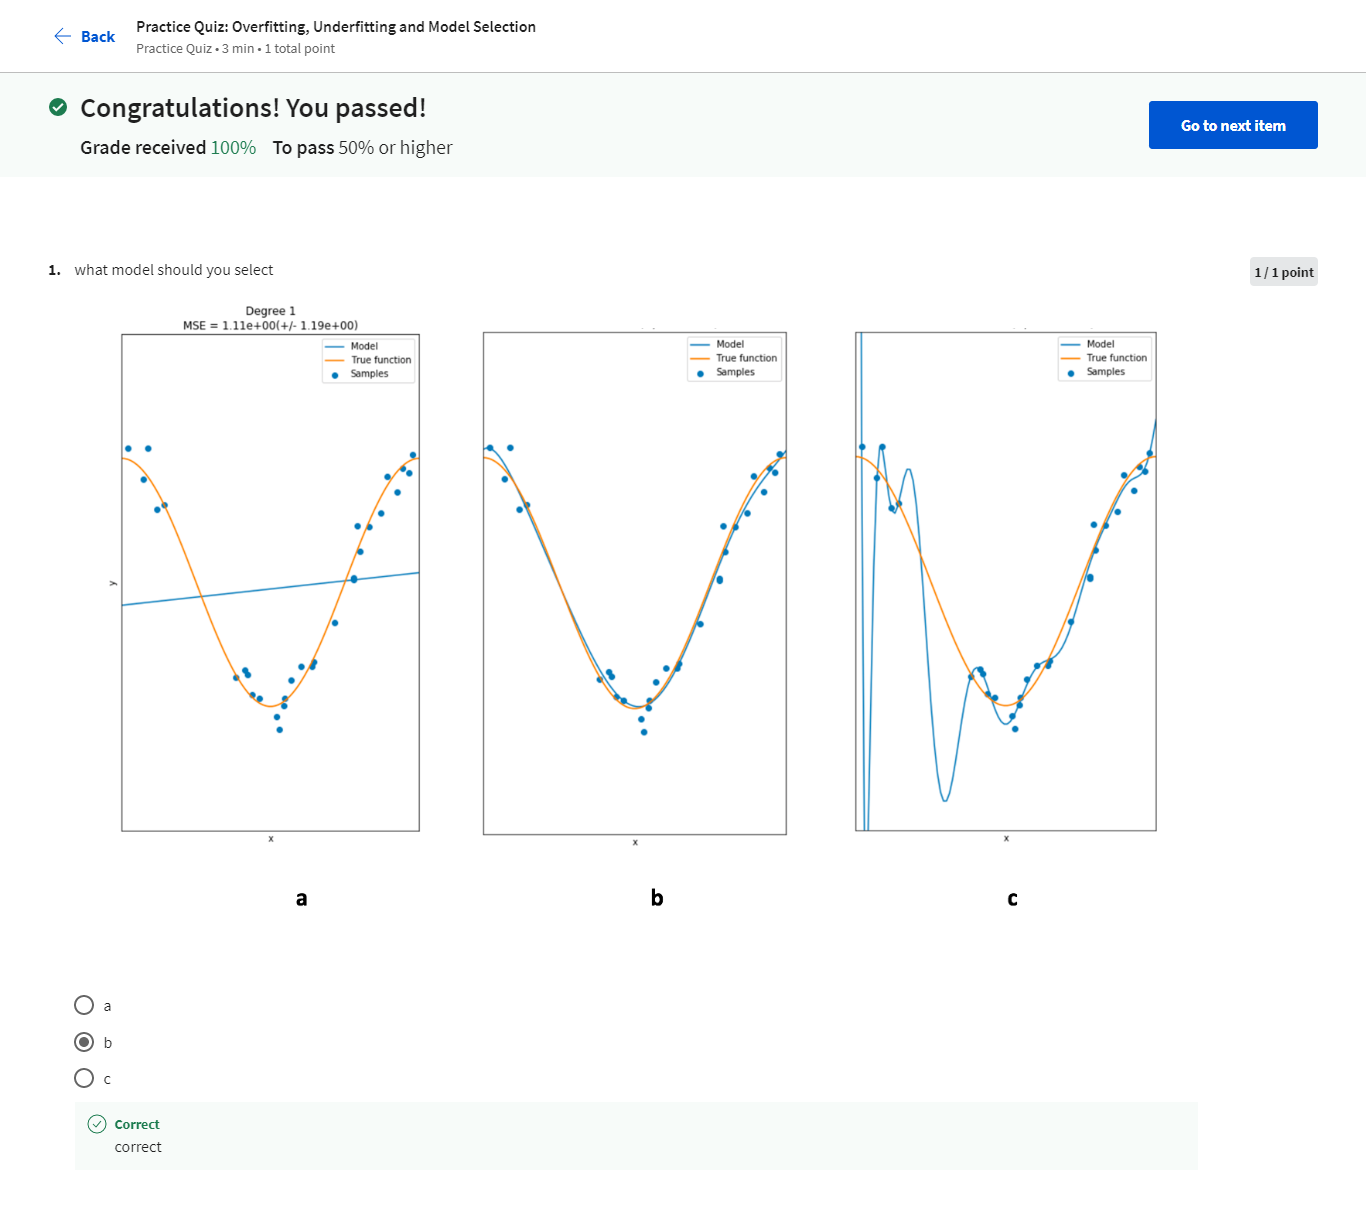 Back
Practice Quiz: Overfitting, Underfitting and Model Selection
Practice Quiz • 3 min • 1 total point
Congratulations! You passed!
Grade received 100% To pass 50% or higher
Go to next item
1. what model should you select
1 / 1 point
Degree 1
MSE = 1.11e+00(+/- 1.19e+00)
Model
True function
Samples
y
x
Model
True function
Samples
x
Model
True function
Samples
x
a
b
c
a
b
c
Correct
correct